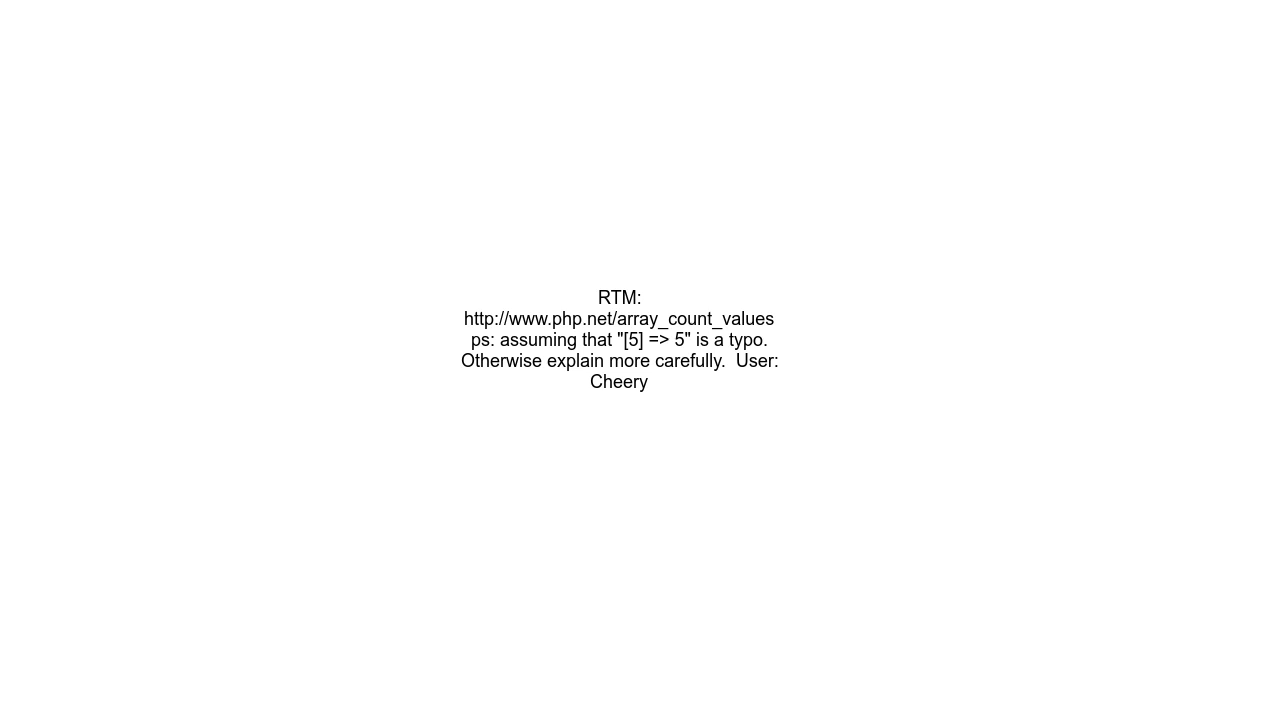 RTM:
http://www.php.net/array_count_values
ps: assuming that "[5] => 5" is a typo.
Otherwise explain more carefully.  User:
Cheery